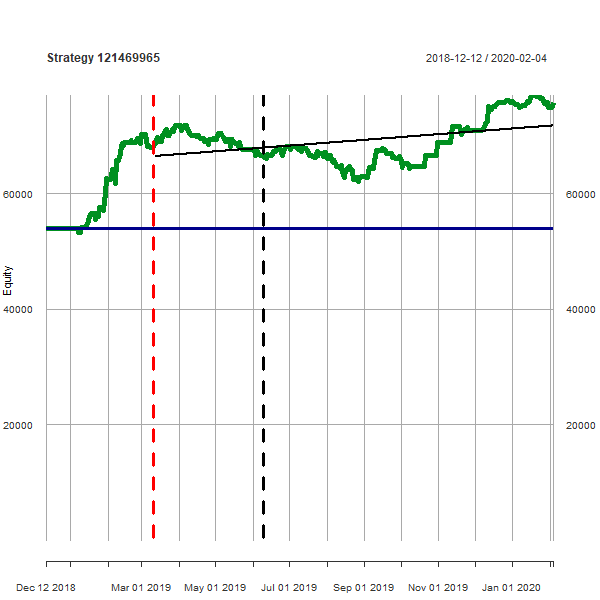 Strategy 121469965 2018-12-12 / 2020-02-04
60000 60000
Equity
40000 40000
20000 20000
Dec 12 2018 Mar 01 2019 May 01 2019 Jul 01 2019 Sep 01 2019 Nov 01 2019 Jan 01 2020